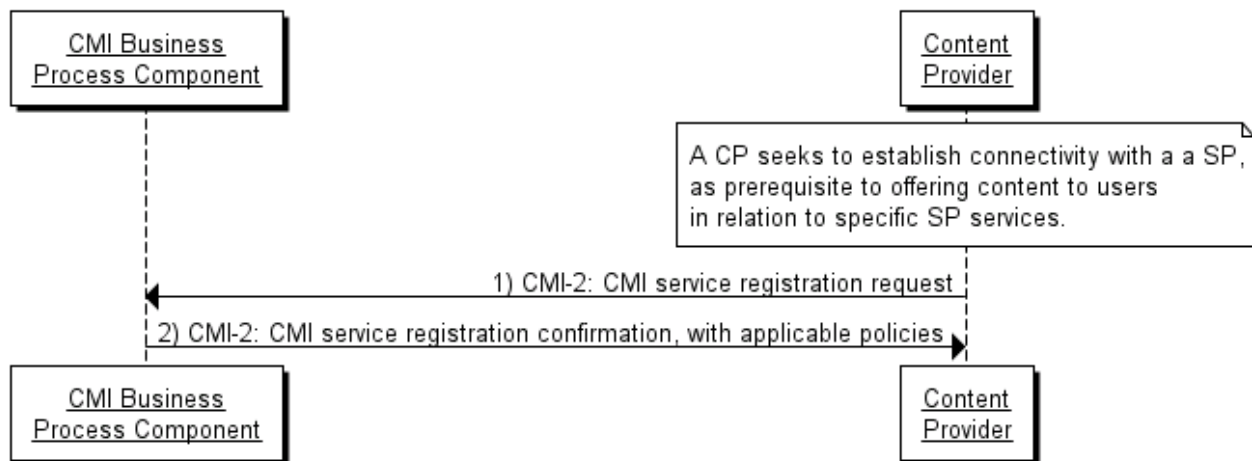 CMI Business
Process Component
Content
Provider
A CP seeks to establish connectivity with a a SP,
as prerequisite to offering content to users
in relation to specific SP services.
1) CMI-2: CMI service registration request
2) CMI-2: CMI service registration confirmation, with applicable policies
CMI Business
Process Component
Content
Provider